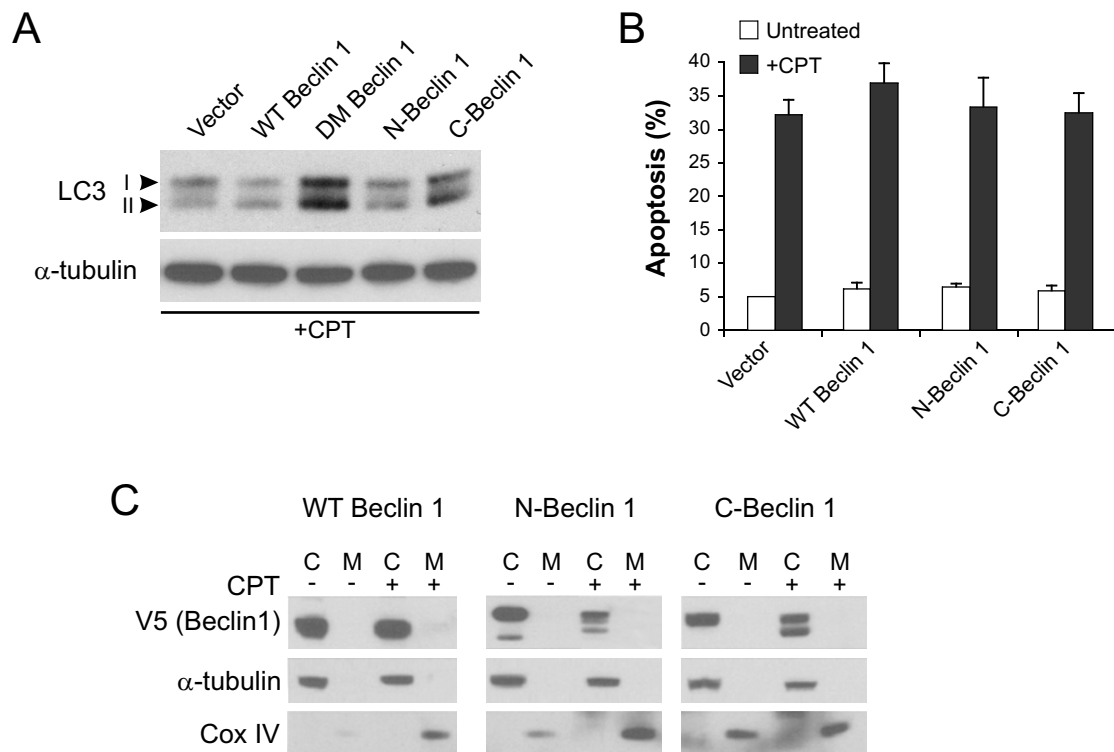 A
Vector
WT Beclin 1
DM Beclin 1
N-Beclin 1
C-Beclin 1
LC3
I
II
α-tubulin
+CPT
B
Untreated
+CPT
Apoptosis (%)
40
35
30
25
20
15
10
5
0
Vector
WT Beclin 1
N-Beclin 1
C-Beclin 1
C
WT Beclin 1 N-Beclin 1 C-Beclin 1
C M C M C M C M C M C M
CPT - - + + - - + + - - + +
V5 (Beclin1)
α-tubulin
Cox IV